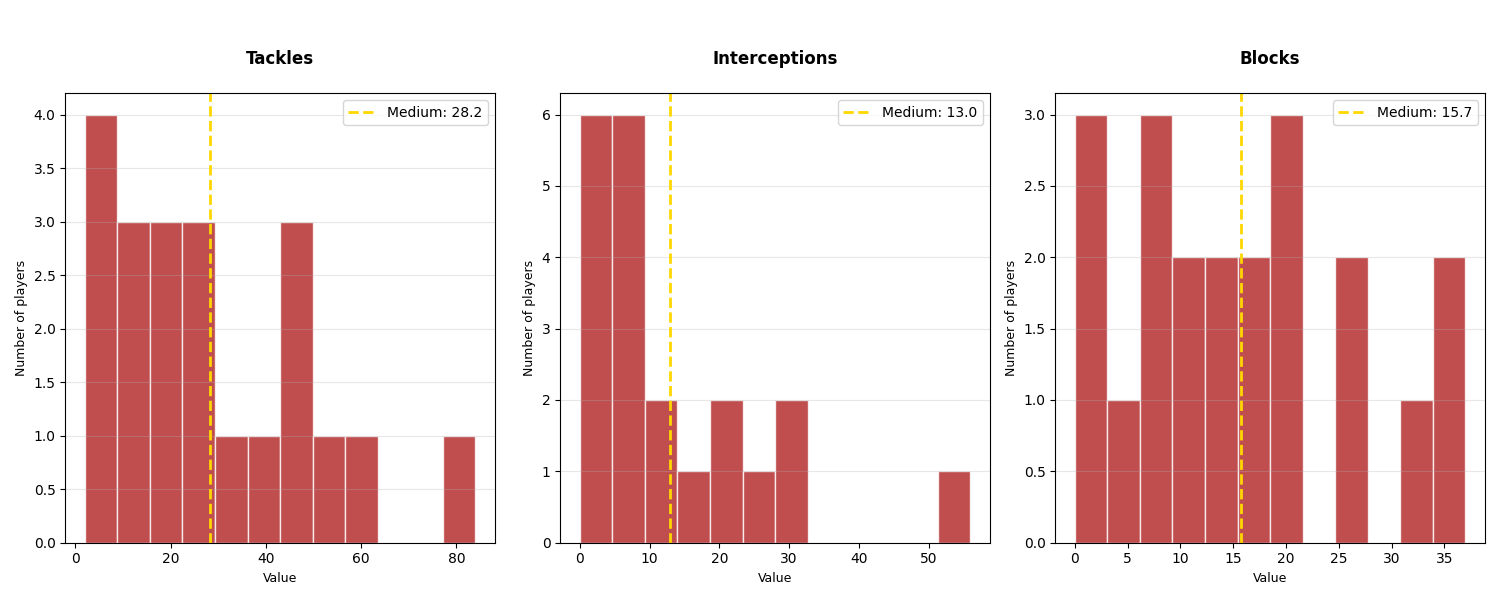 Tackles
Medium: 28.2
4.0
3.5
3.0
2.5
2.0
1.5
1.0
0.5
0.0
Number of players
0 20 40 60 80
Value
Interceptions
Medium: 13.0
6
5
4
3
2
1
0
Number of players
0 10 20 30 40 50
Value
Blocks
Medium: 15.7
3.0
2.5
2.0
1.5
1.0
0.5
0.0
Number of players
0 5 10 15 20 25 30 35
Value